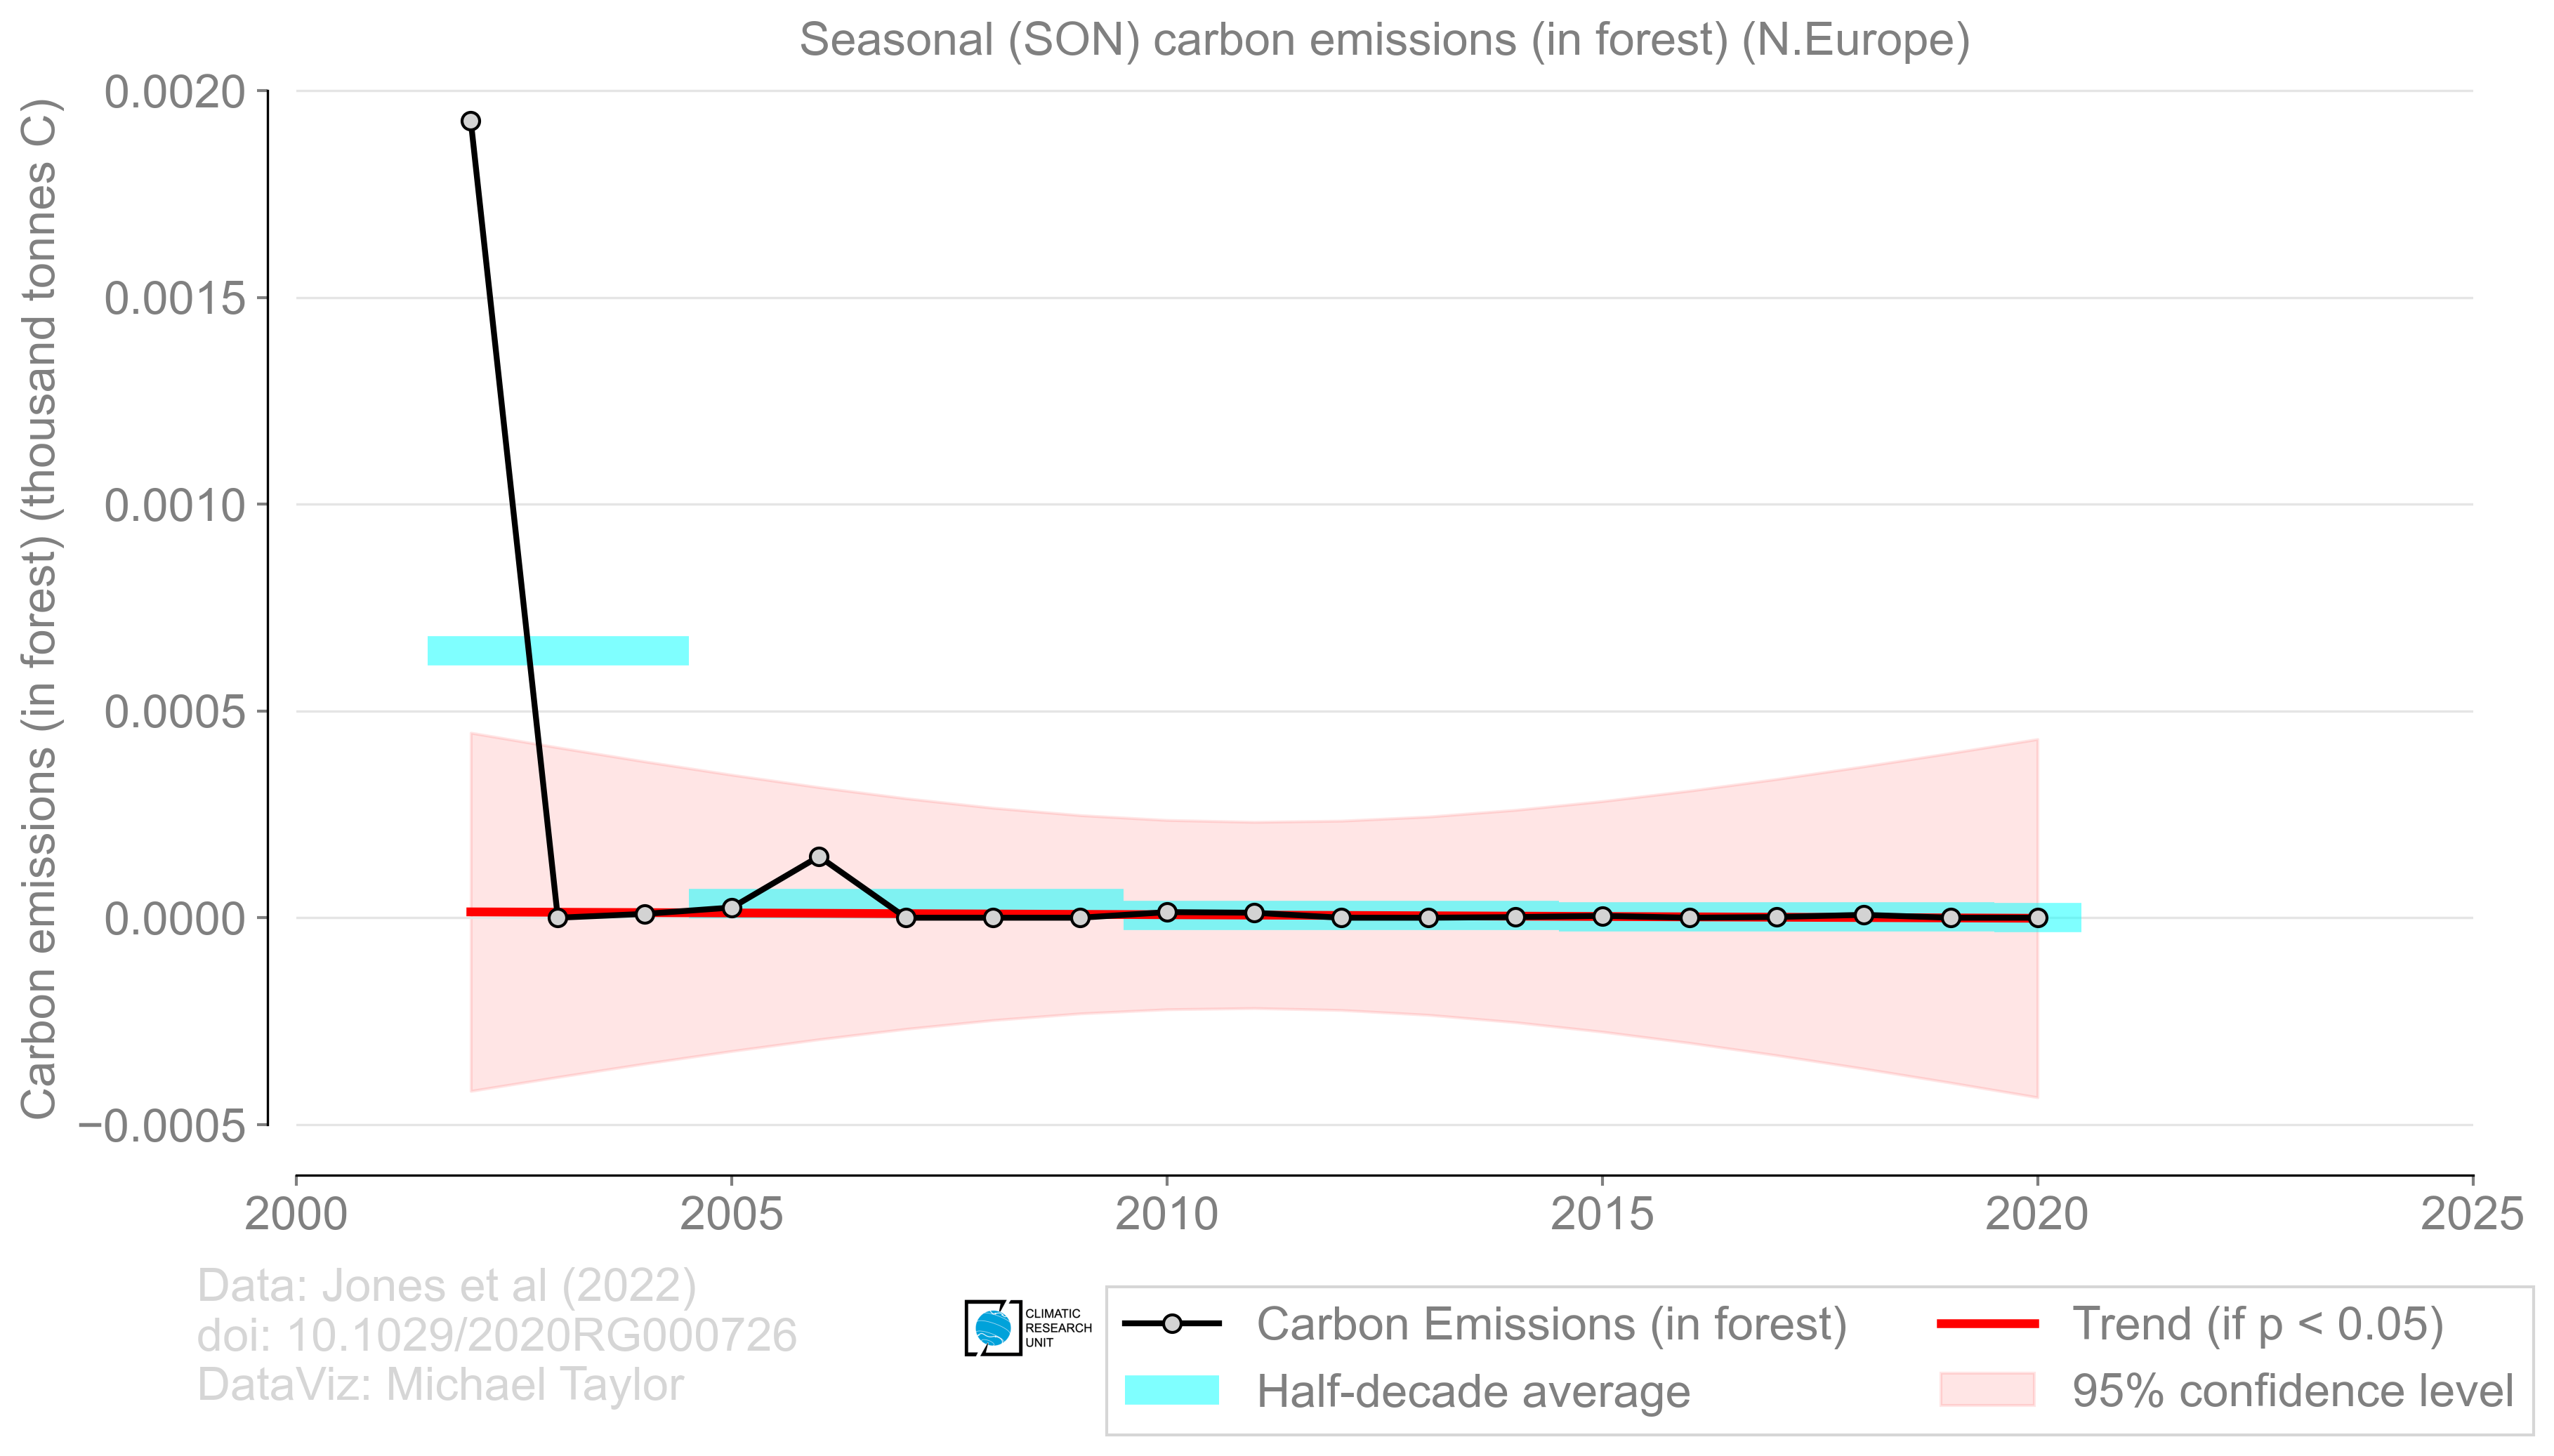 Seasonal (SON) carbon emissions (in forest) (N.Europe)
Carbon emissions (in forest) (thousand tonnes C)
0.0020
0.0015
0.0010
0.0005
0.0000
−0.0005
2000 2005 2010 2015 2020 2025
Data: Jones et al (2022)
doi: 10.1029/2020RG000726
DataViz: Michael Taylor
CLIMATIC
RESEARCH
UNIT
Carbon Emissions (in forest)
Half-decade average
Trend (if p < 0.05)
95% confidence level